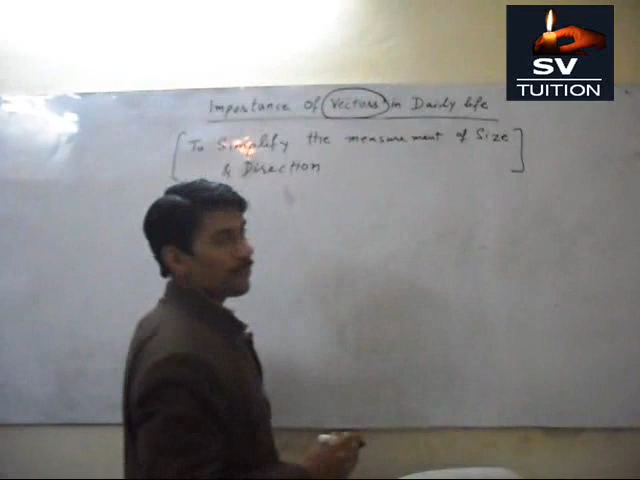 SV
TUITION
Importance of Vectors in Daily life
[To Simplify the measurement of Size
& Direction]